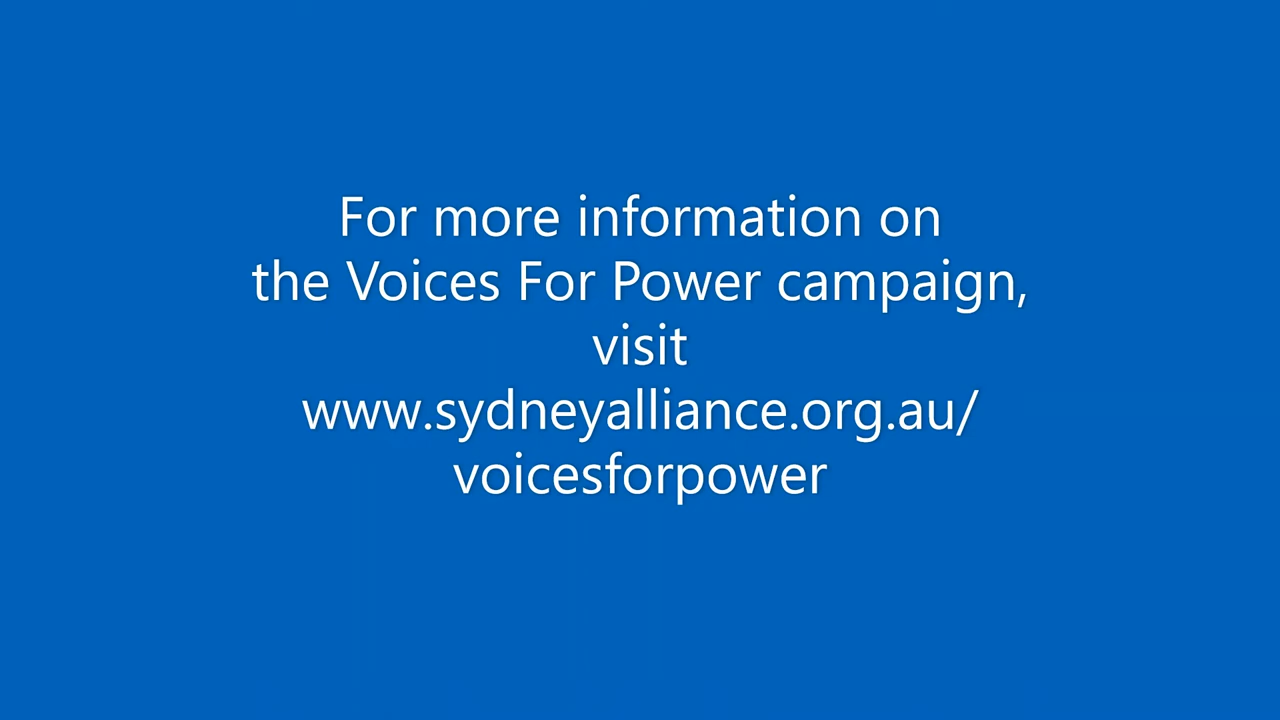 For more information on
the Voices For Power campaign,
visit
www.sydneyalliance.org.au/
voicesforpower